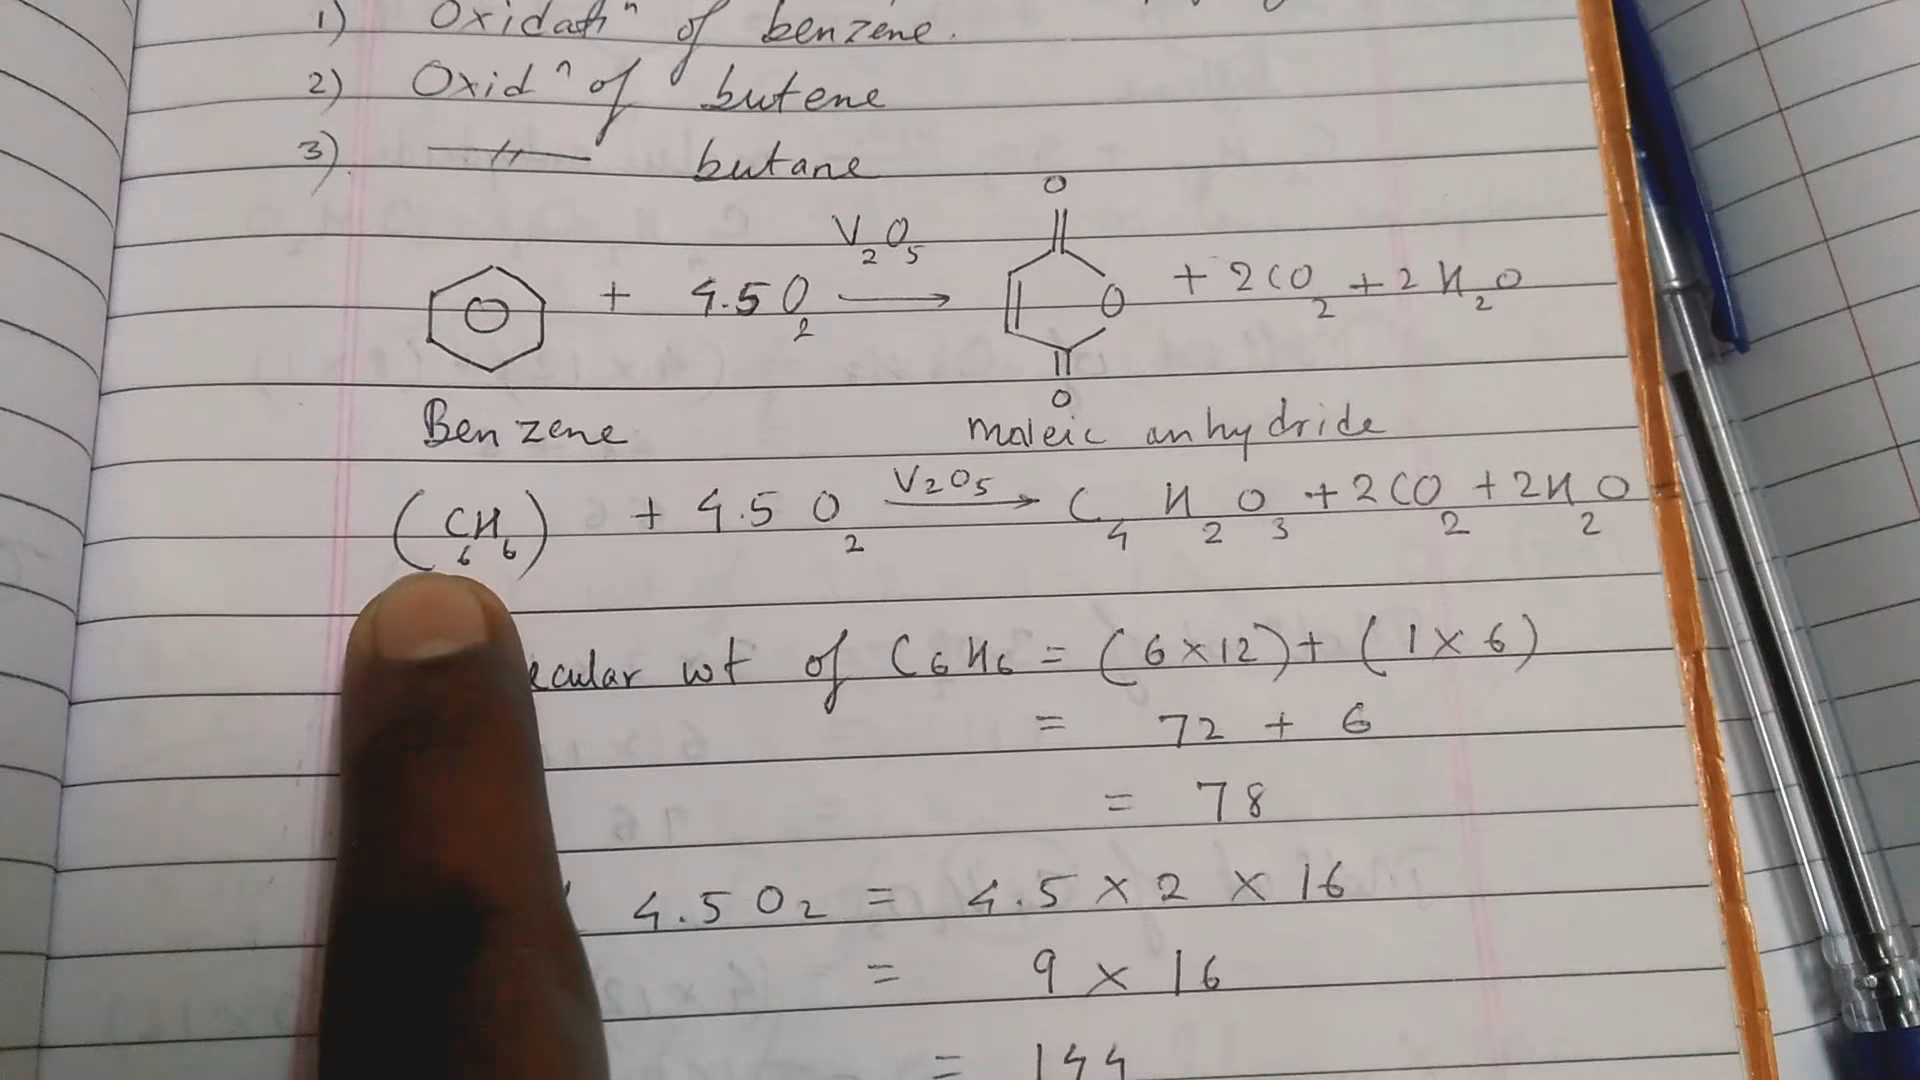 1) Oxidatⁿ of benzene.
2) Oxidⁿ of butene
3) —〃— butane
O
V₂O₅
+ 4.5 O₂ ⟶ O + 2CO₂ + 2H₂O
O
Benzene maleic anhydride
(C₆H₆) + 4.5 O₂ V₂O₅⟶ C₄H₂O₃ + 2CO₂ + 2H₂O
ecular wt of C6H6 = (6×12) + (1×6)
= 72 + 6
= 78
4.5 O₂ = 4.5 × 2 × 16
= 9 × 16
= 144